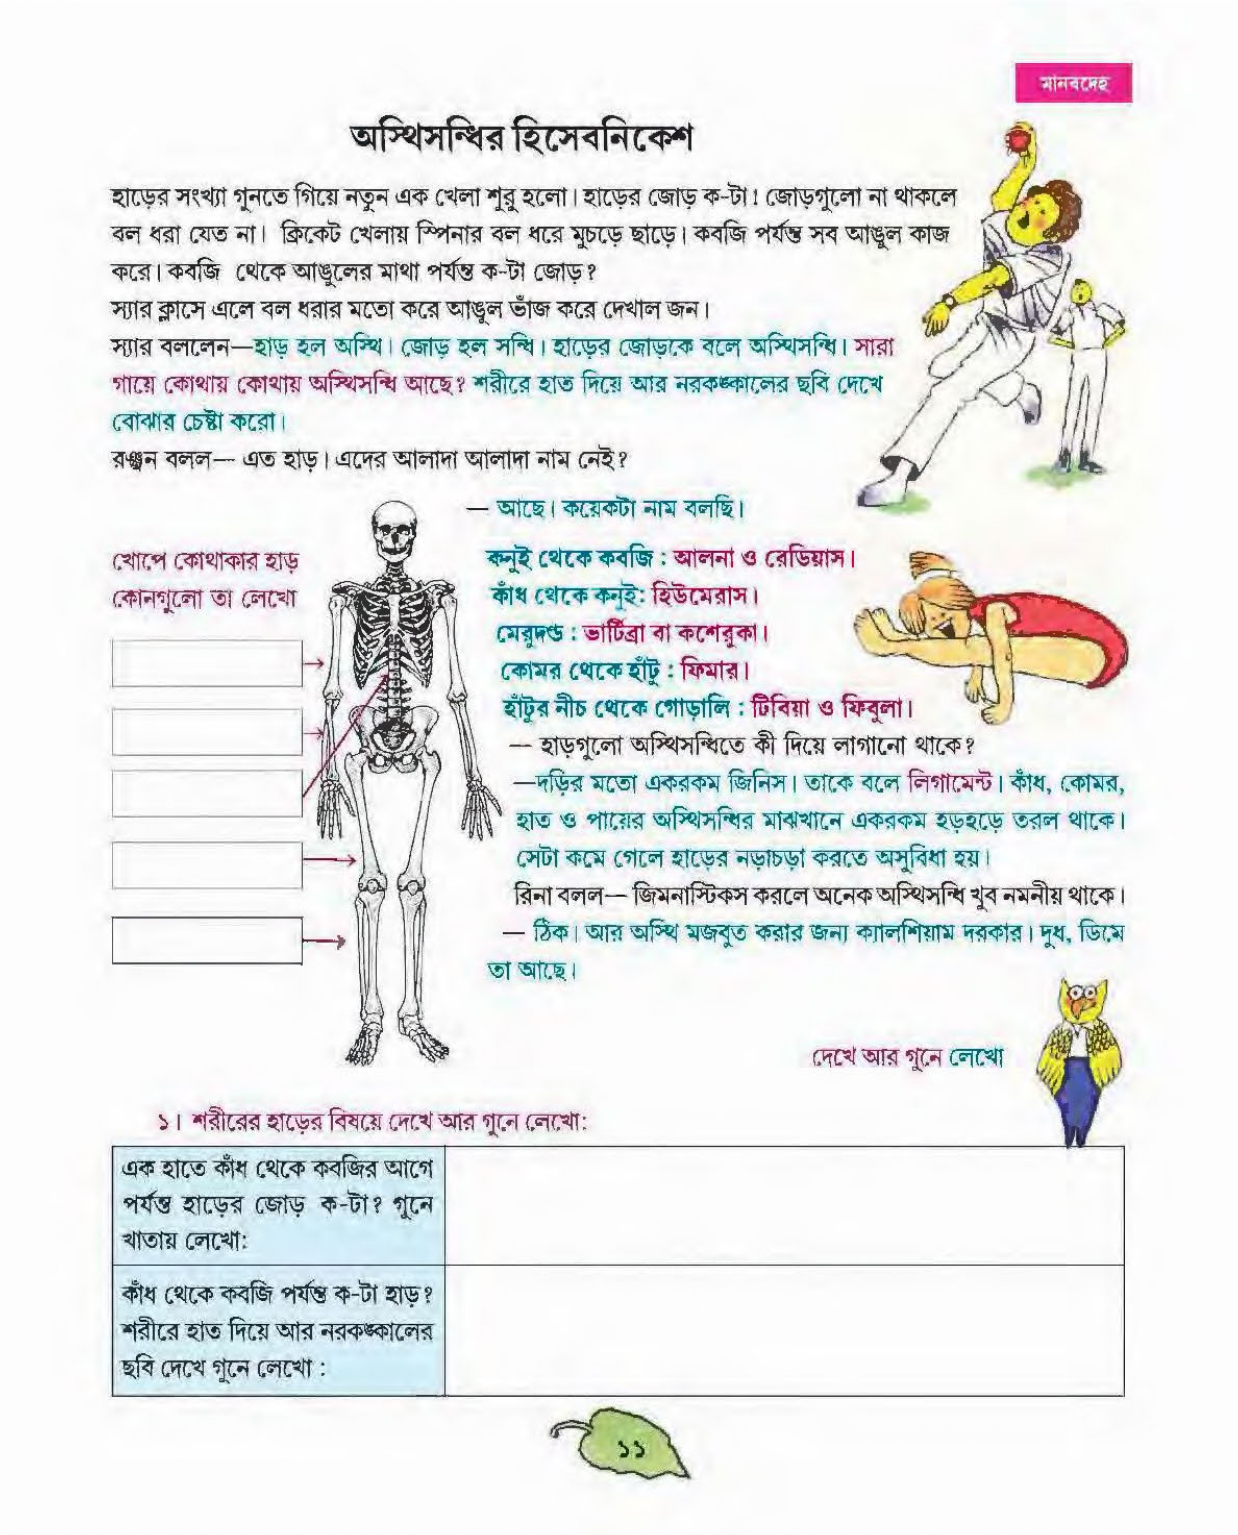 মানবদেহ
অস্থিসন্ধির হিসেবনিকেশ
হাড়ের সংখ্যা গুনতে গিয়ে নতুন এক খেলা শুরু হলো। হাড়ের জোড় ক-টা! জোড়গুলো না থাকলে
বল ধরা যেত না। ক্রিকেট খেলায় স্পিনার বল ধরে মুচড়ে ছাড়ে। কবজি পর্যন্ত সব আঙুল কাজ
করে। কবজি থেকে আঙুলের মাথা পর্যন্ত ক-টা জোড়?
স্যার ক্লাসে এলে বল ধরার মতো করে আঙুল ভাঁজ করে দেখাল জন।
স্যার বললেন—হাড় হল অস্থি। জোড় হল সন্ধি। হাড়ের জোড়কে বলে অস্থিসন্ধি। সারা
গায়ে কোথায় কোথায় অস্থিসন্ধি আছে? শরীরে হাত দিয়ে আর নরকঙ্কালের ছবি দেখে
বোঝার চেষ্টা করো।
রঞ্জন বলল— এত হাড়। এদের আলাদা আলাদা নাম নেই?
— আছে। কয়েকটা নাম বলছি।
খোপে কোথাকার হাড়
কোনগুলো তা লেখো
কনুই থেকে কবজি : আলনা ও রেডিয়াস।
কাঁধ থেকে কনুই: হিউমেরাস।
মেরুদণ্ড : ভার্টিব্রা বা কশেরুকা।
কোমর থেকে হাঁটু : ফিমার।
হাঁটুর নীচ থেকে গোড়ালি : টিবিয়া ও ফিবুলা।
— হাড়গুলো অস্থিসন্ধিতে কী দিয়ে লাগানো থাকে?
—দড়ির মতো একরকম জিনিস। তাকে বলে লিগামেন্ট। কাঁধ, কোমর,
হাত ও পায়ের অস্থিসন্ধির মাঝখানে একরকম হড়হড়ে তরল থাকে।
সেটা কমে গেলে হাড়ের নড়াচড়া করতে অসুবিধা হয়।
রিনা বলল— জিমনাস্টিকস করলে অনেক অস্থিসন্ধি খুব নমনীয় থাকে।
— ঠিক। আর অস্থি মজবুত করার জন্য ক্যালশিয়াম দরকার। দুধ, ডিমে
তা আছে।
দেখে আর গুনে লেখো
১। শরীরের হাড়ের বিষয়ে দেখে আর গুনে লেখো:
এক হাতে কাঁধ থেকে কবজির আগে
পর্যন্ত হাড়ের জোড় ক-টা? গুনে
খাতায় লেখো:
কাঁধ থেকে কবজি পর্যন্ত ক-টা হাড়?
শরীরে হাত দিয়ে আর নরকঙ্কালের
ছবি দেখে গুনে লেখো :
১১